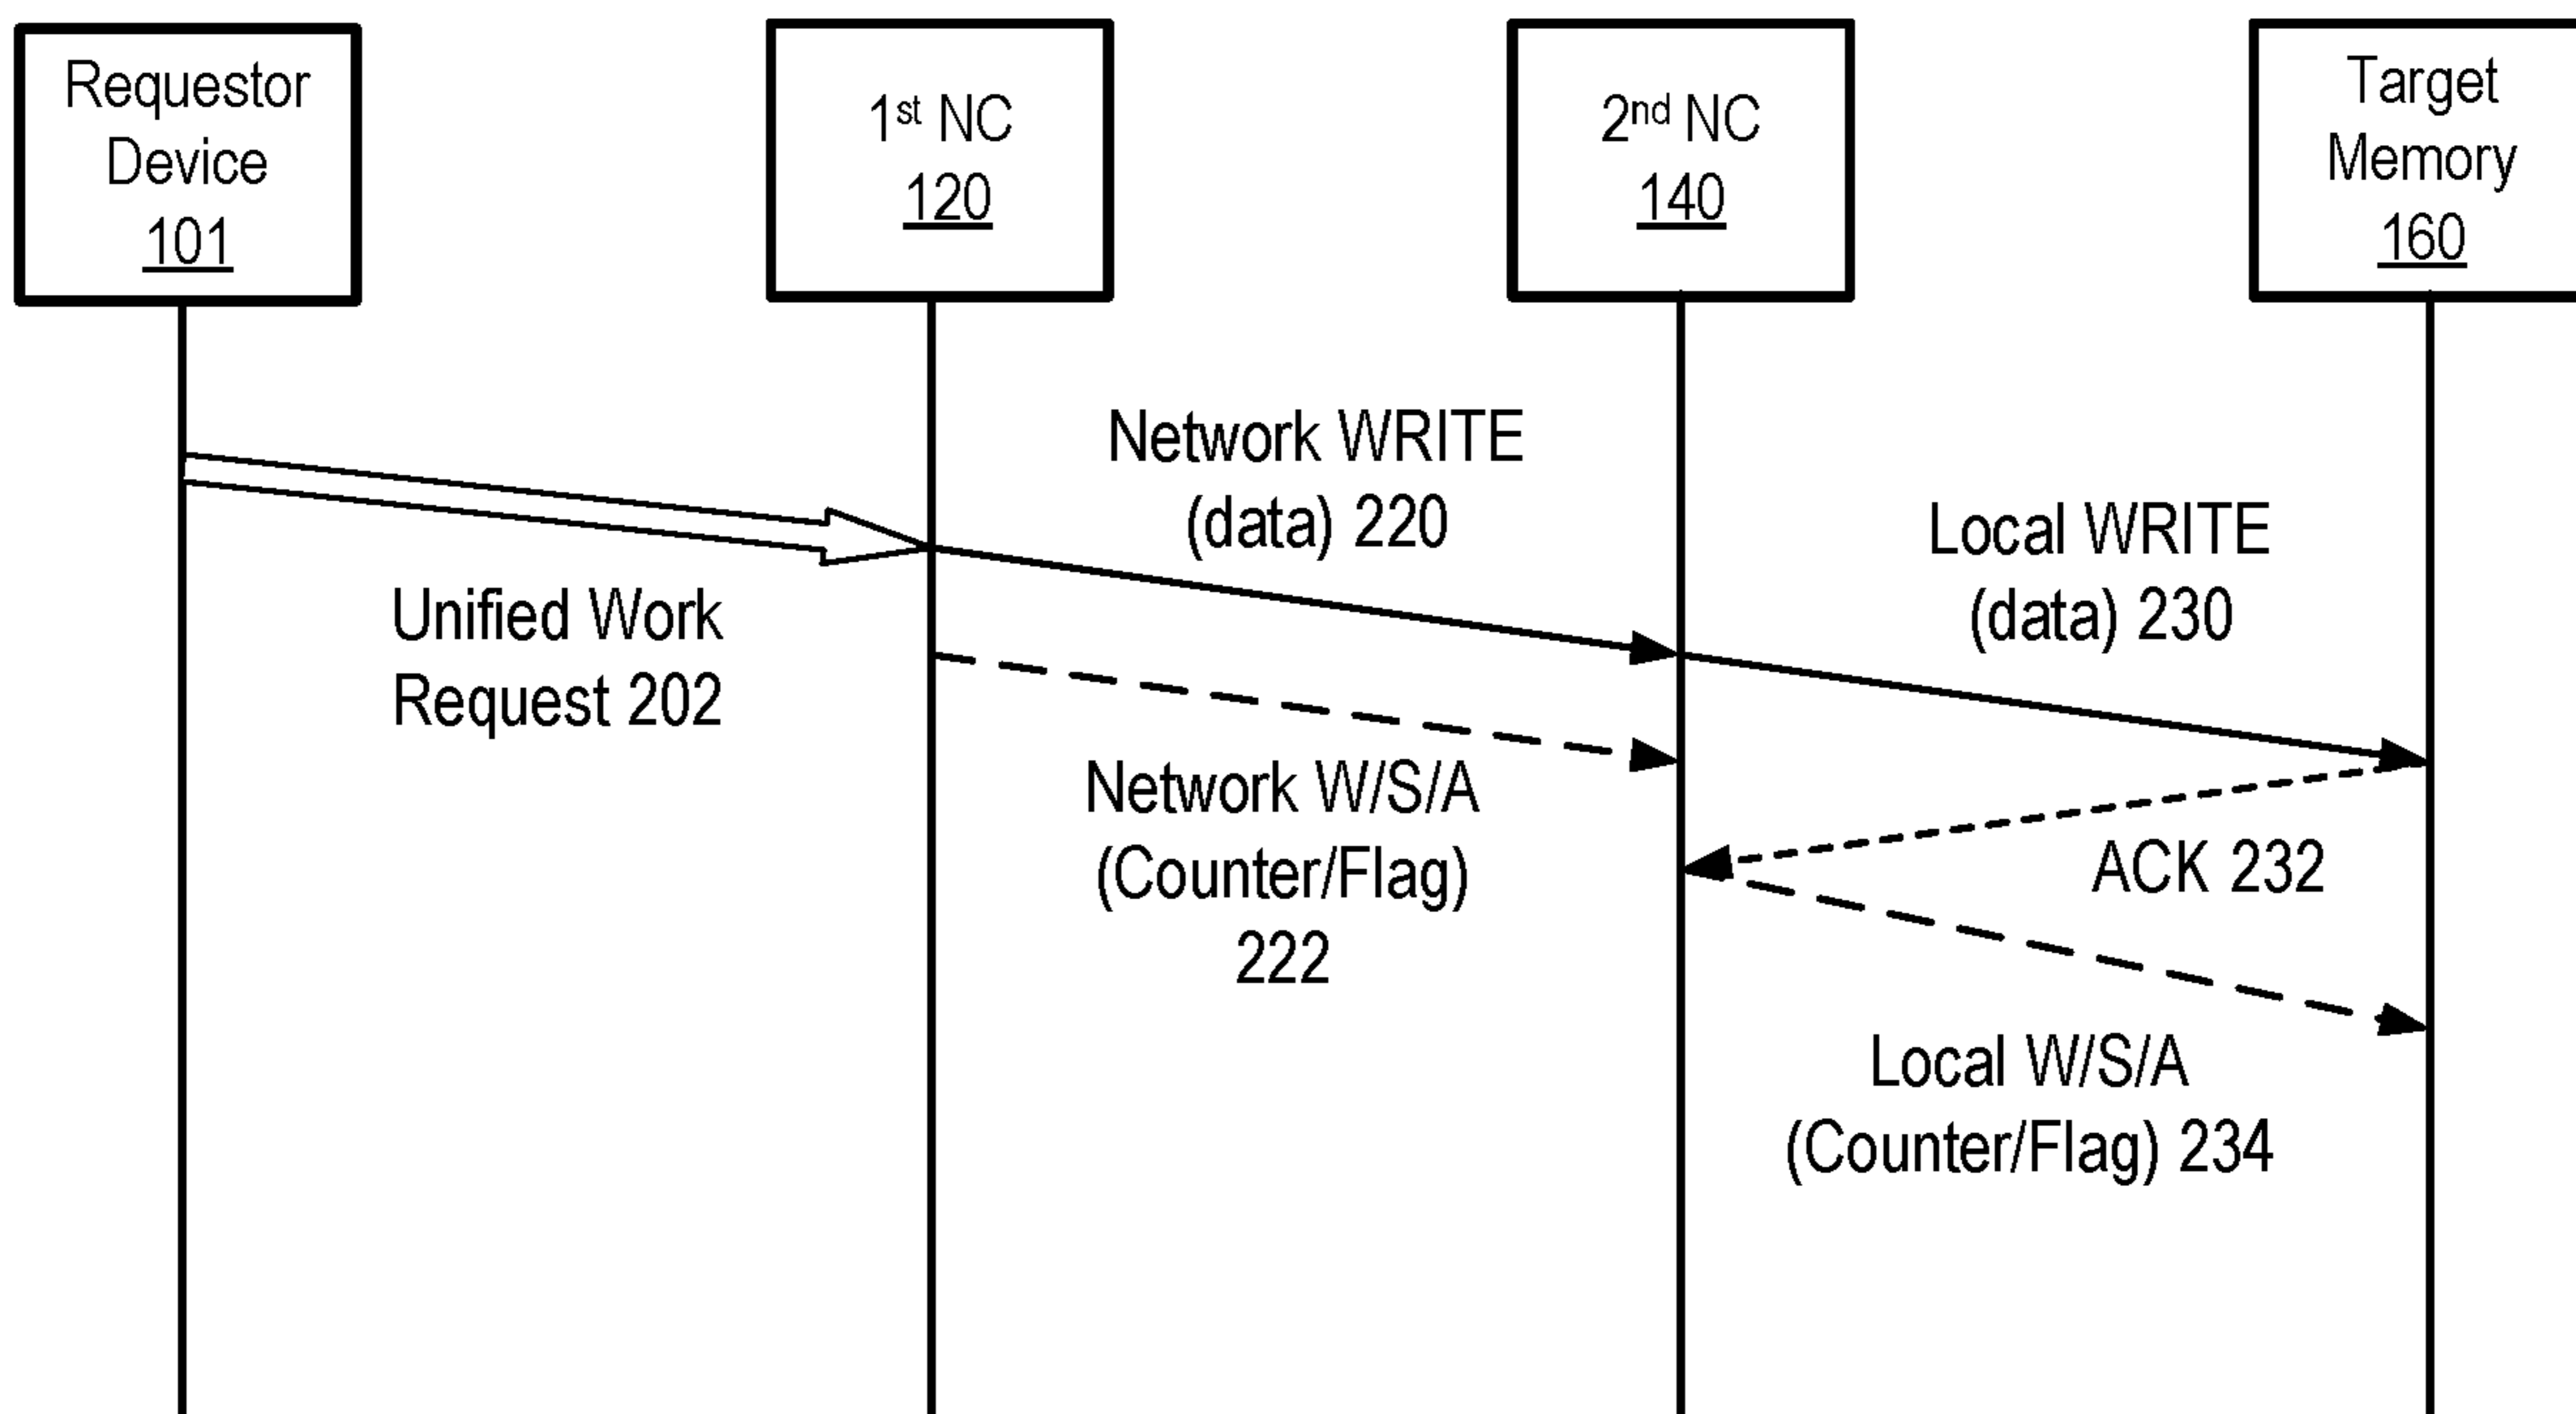 Requestor
Device
101
1st NC
120
2nd NC
140
Target
Memory
160
Network WRITE
(data) 220
Local WRITE
(data) 230
Unified Work
Request 202
Network W/S/A
(Counter/Flag)
222
ACK 232
Local W/S/A
(Counter/Flag) 234